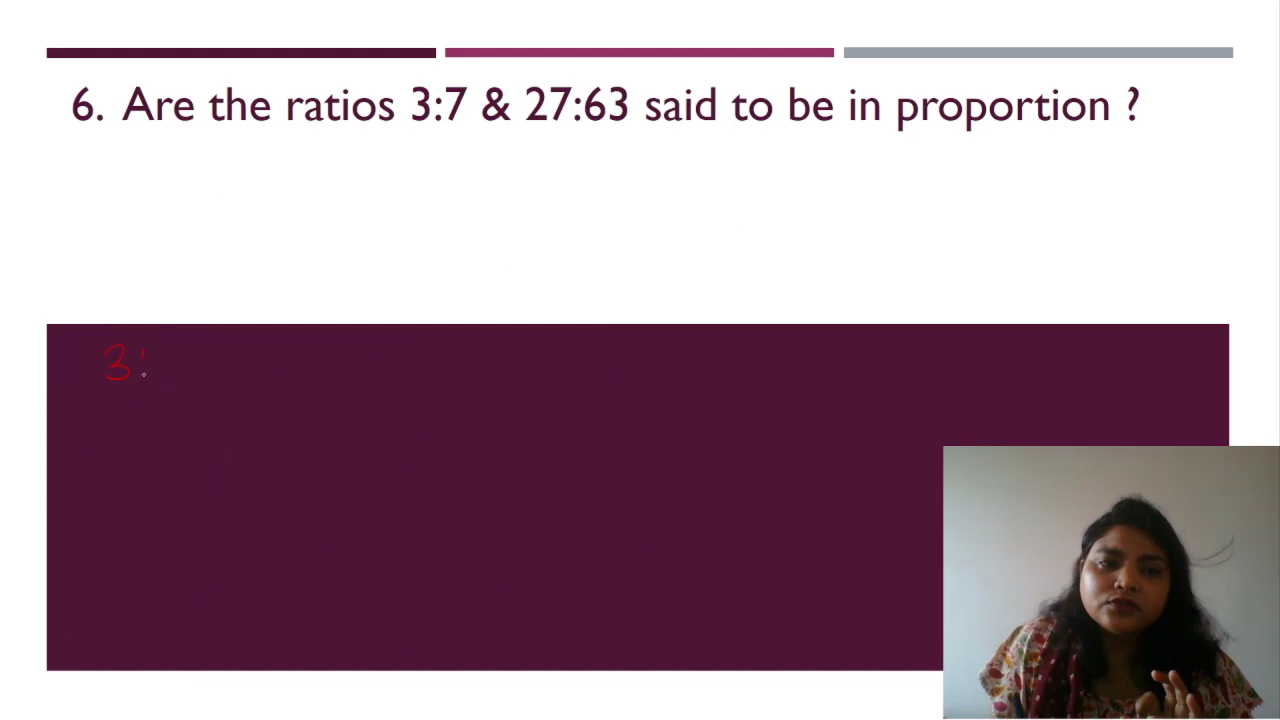 6. Are the ratios 3:7 & 27:63 said to be in proportion ?
3: